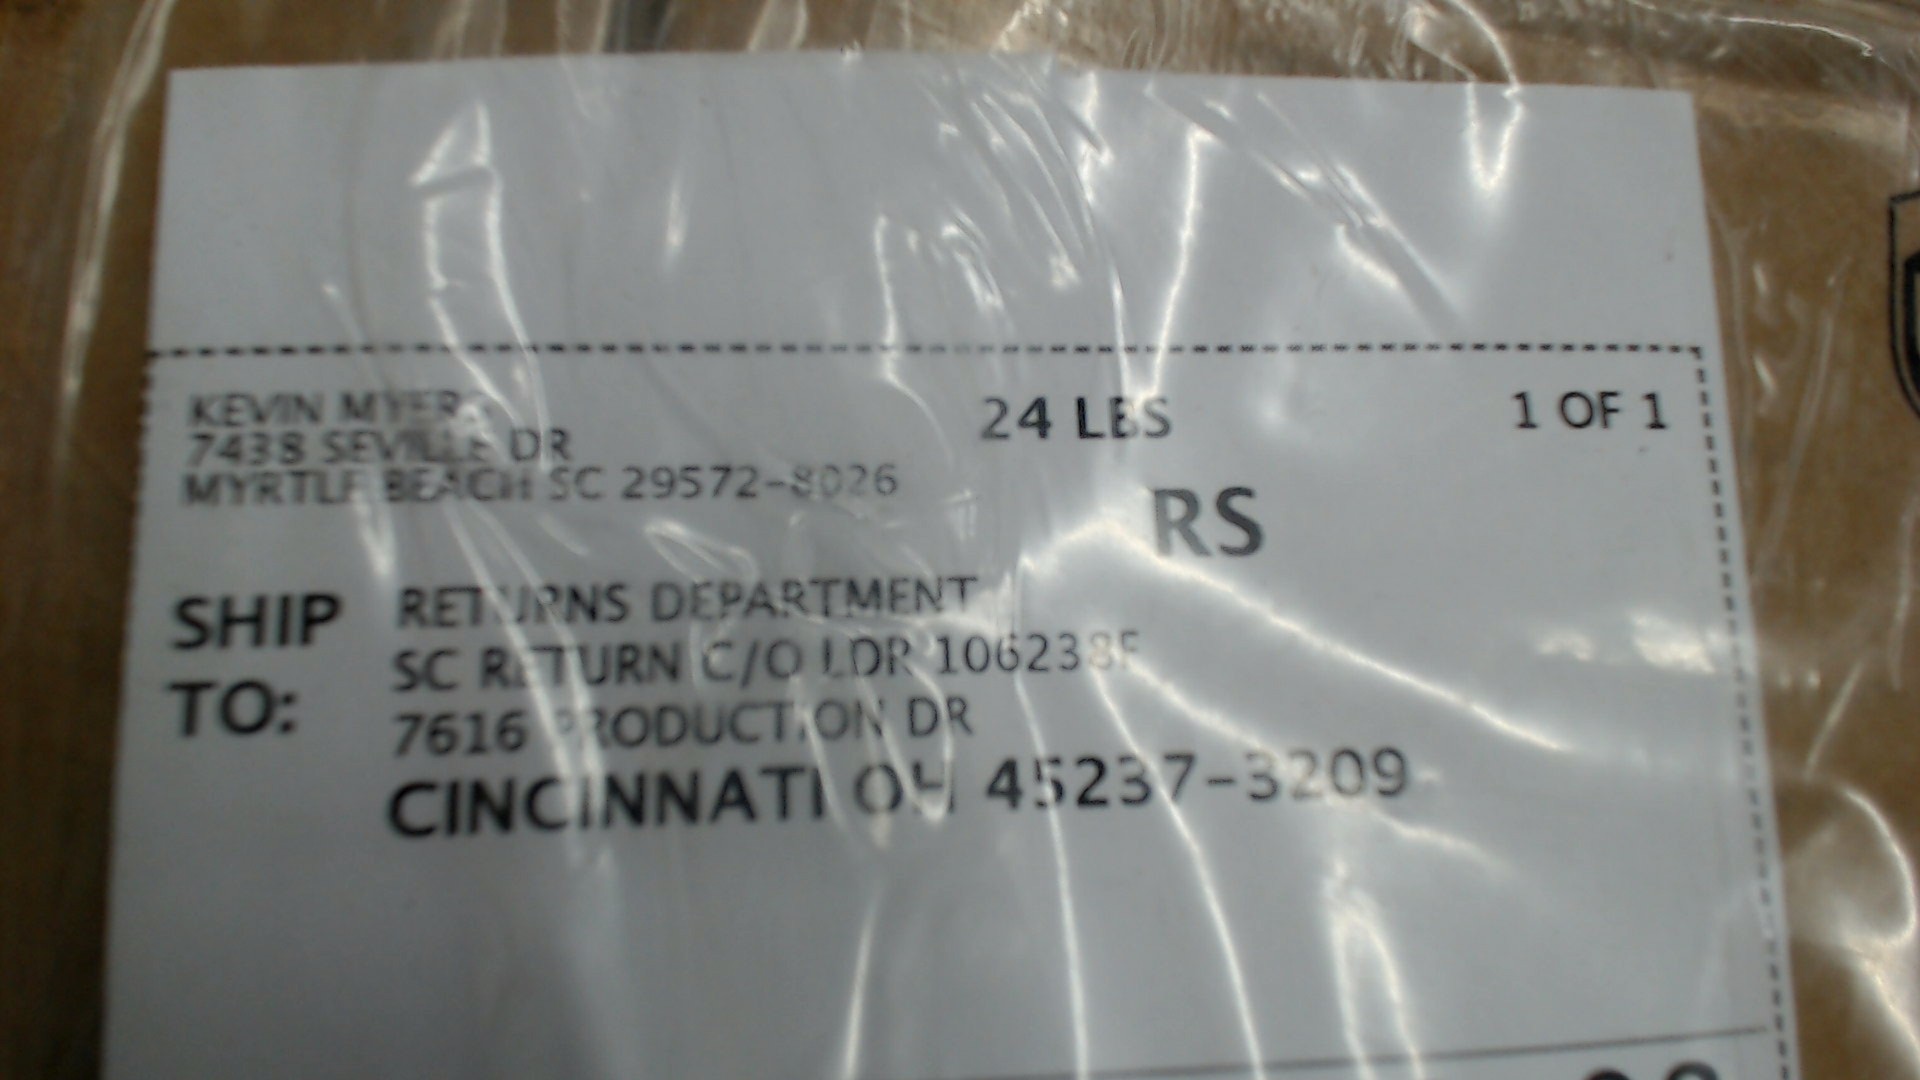 KEVIN MYERS
7438 SEVILLE DR
MYRTLE BEACH SC 29572-8026
24 LBS
1 OF 1
RS
SHIP TO:
RETURNS DEPARTMENT
SC RETURN C/O LDR 106238F
7616 PRODUCTION DR
CINCINNATI OH 45237-3209